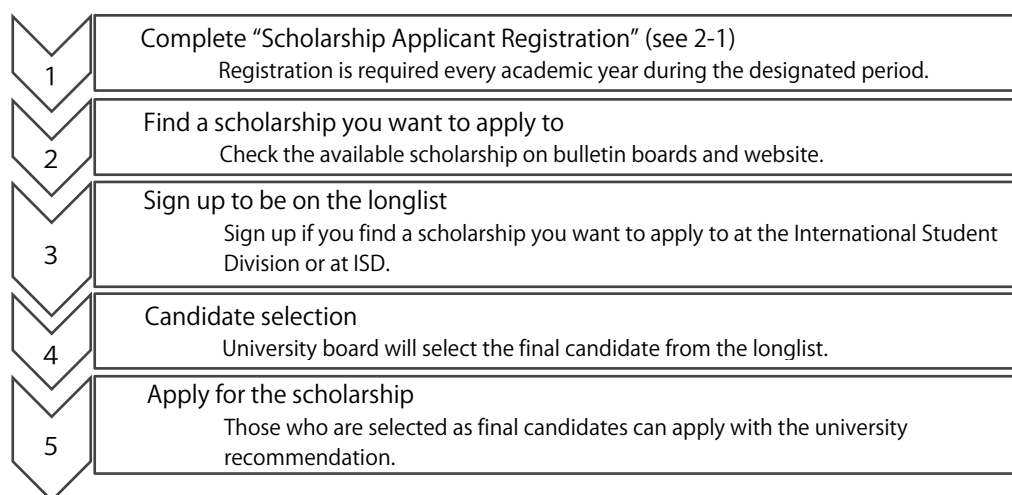 1
Complete “Scholarship Applicant Registration” (see 2-1)
Registration is required every academic year during the designated period.
2
Find a scholarship you want to apply to
Check the available scholarship on bulletin boards and website.
3
Sign up to be on the longlist
Sign up if you find a scholarship you want to apply to at the International Student
Division or at ISD.
4
Candidate selection
University board will select the final candidate from the longlist.
5
Apply for the scholarship
Those who are selected as final candidates can apply with the university
recommendation.